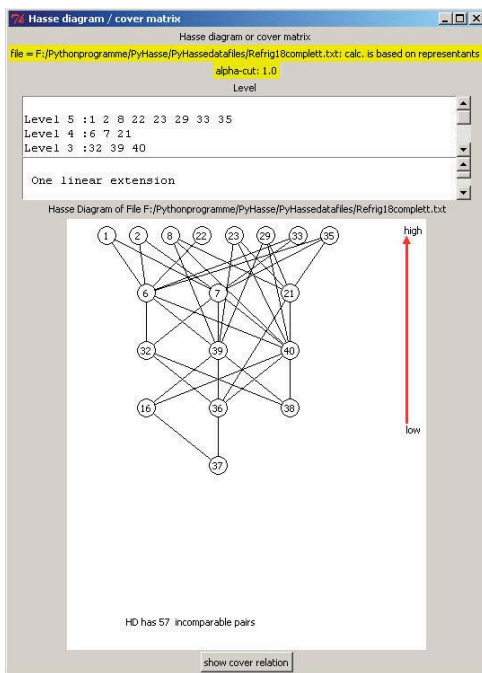 Hasse diagram / cover matrix
Hasse diagram or cover matrix
file = F:/Pythonprogramme/PyHasse/PyHassedatafiles/Refrig18complett.txt: calc. is based on representants
alpha-cut: 1.0
Level
Level 5 :1 2 8 22 23 29 33 35
Level 4 :6 7 21
Level 3 :32 39 40
One linear extension
Hasse Diagram of File F:/Pythonprogramme/PyHasse/PyHassedatafiles/Refrig18complett.txt
1 2 8 22 23 29 33 35 high
6 7 21
32 39 40
16 36 38
low
37
HD has 57 incomparable pairs
show cover relation